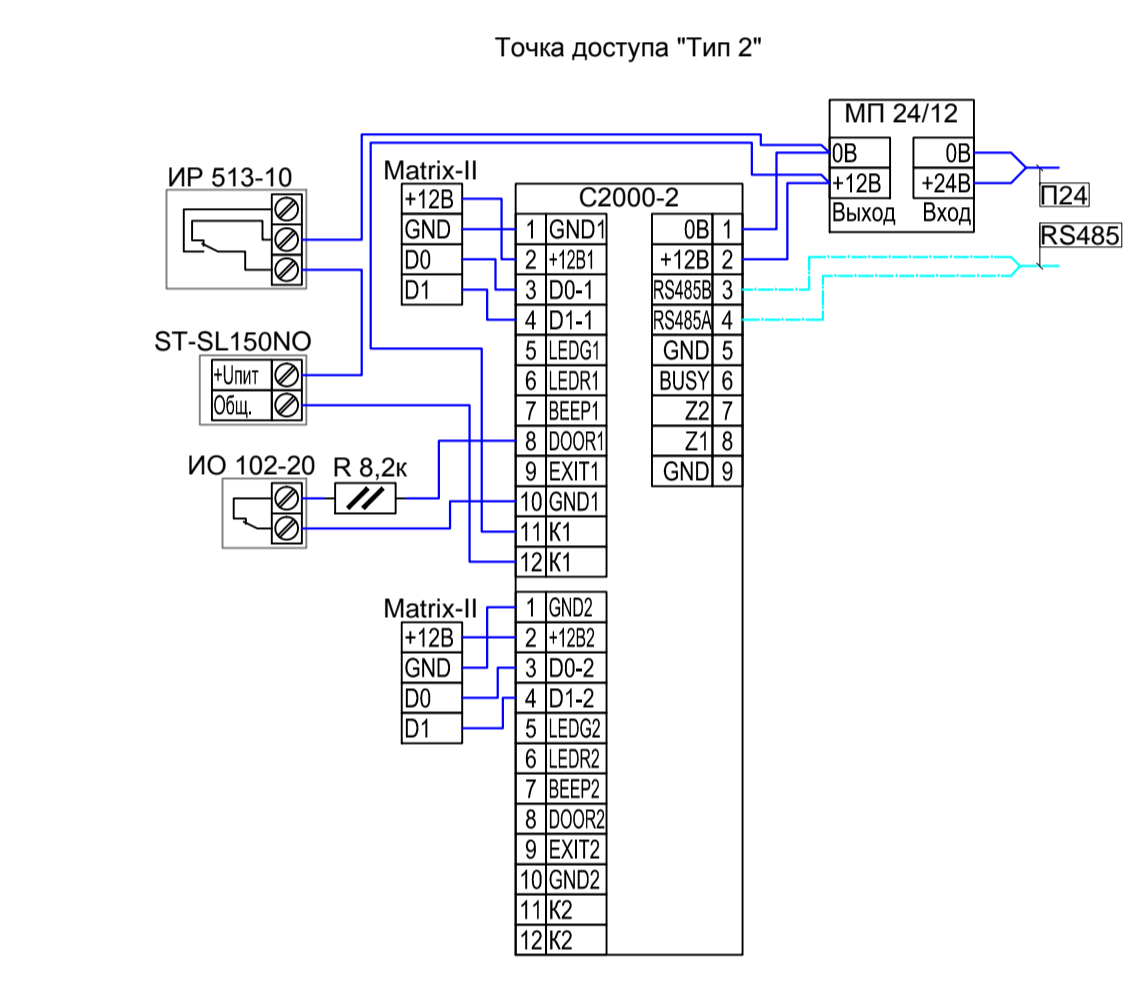 Точка доступа "Тип 2"
МП 24/12
0В 0В
+12В +24В
Выход Вход
П24
RS485
ИР 513-10
Matrix-II
+12В
GND
D0
D1
ST-SL150NO
+Uпит
Общ.
ИО 102-20
R 8,2к
С2000-2
1 GND1
2 +12В1
3 D0-1
4 D1-1
5 LEDG1
6 LEDR1
7 BEEP1
8 DOOR1
9 EXIT1
10 GND1
11 К1
12 К1
0В 1
+12В 2
RS485B 3
RS485A 4
GND 5
BUSY 6
Z2 7
Z1 8
GND 9
Matrix-II
+12В
GND
D0
D1
1 GND2
2 +12В2
3 D0-2
4 D1-2
5 LEDG2
6 LEDR2
7 BEEP2
8 DOOR2
9 EXIT2
10 GND2
11 К2
12 К2